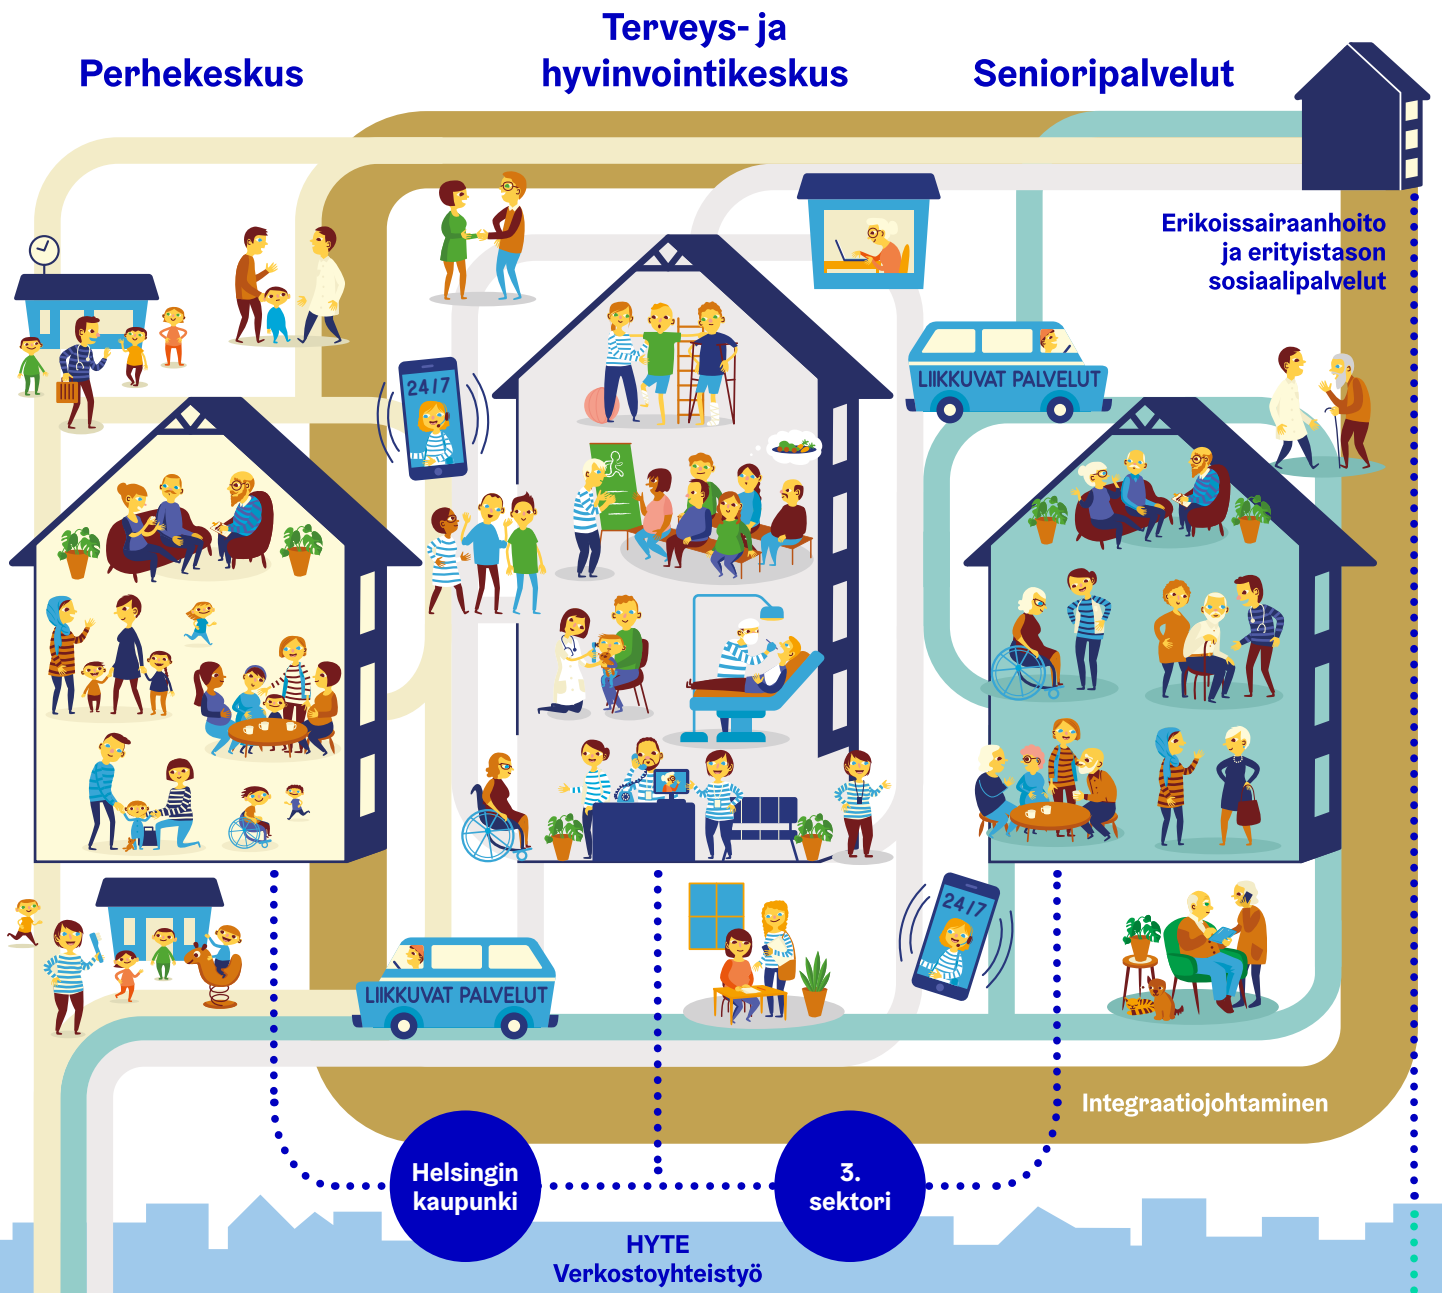 Perhekeskus
Terveys- ja
hyvinvointikeskus
Senioripalvelut
Erikoissairaanhoito
ja erityistason
sosiaalipalvelut
24/7
LIIKKUVAT PALVELUT
24/7
LIIKKUVAT PALVELUT
Integraatiojohtaminen
Helsingin
kaupunki
3.
sektori
HYTE
Verkostoyhteistyö